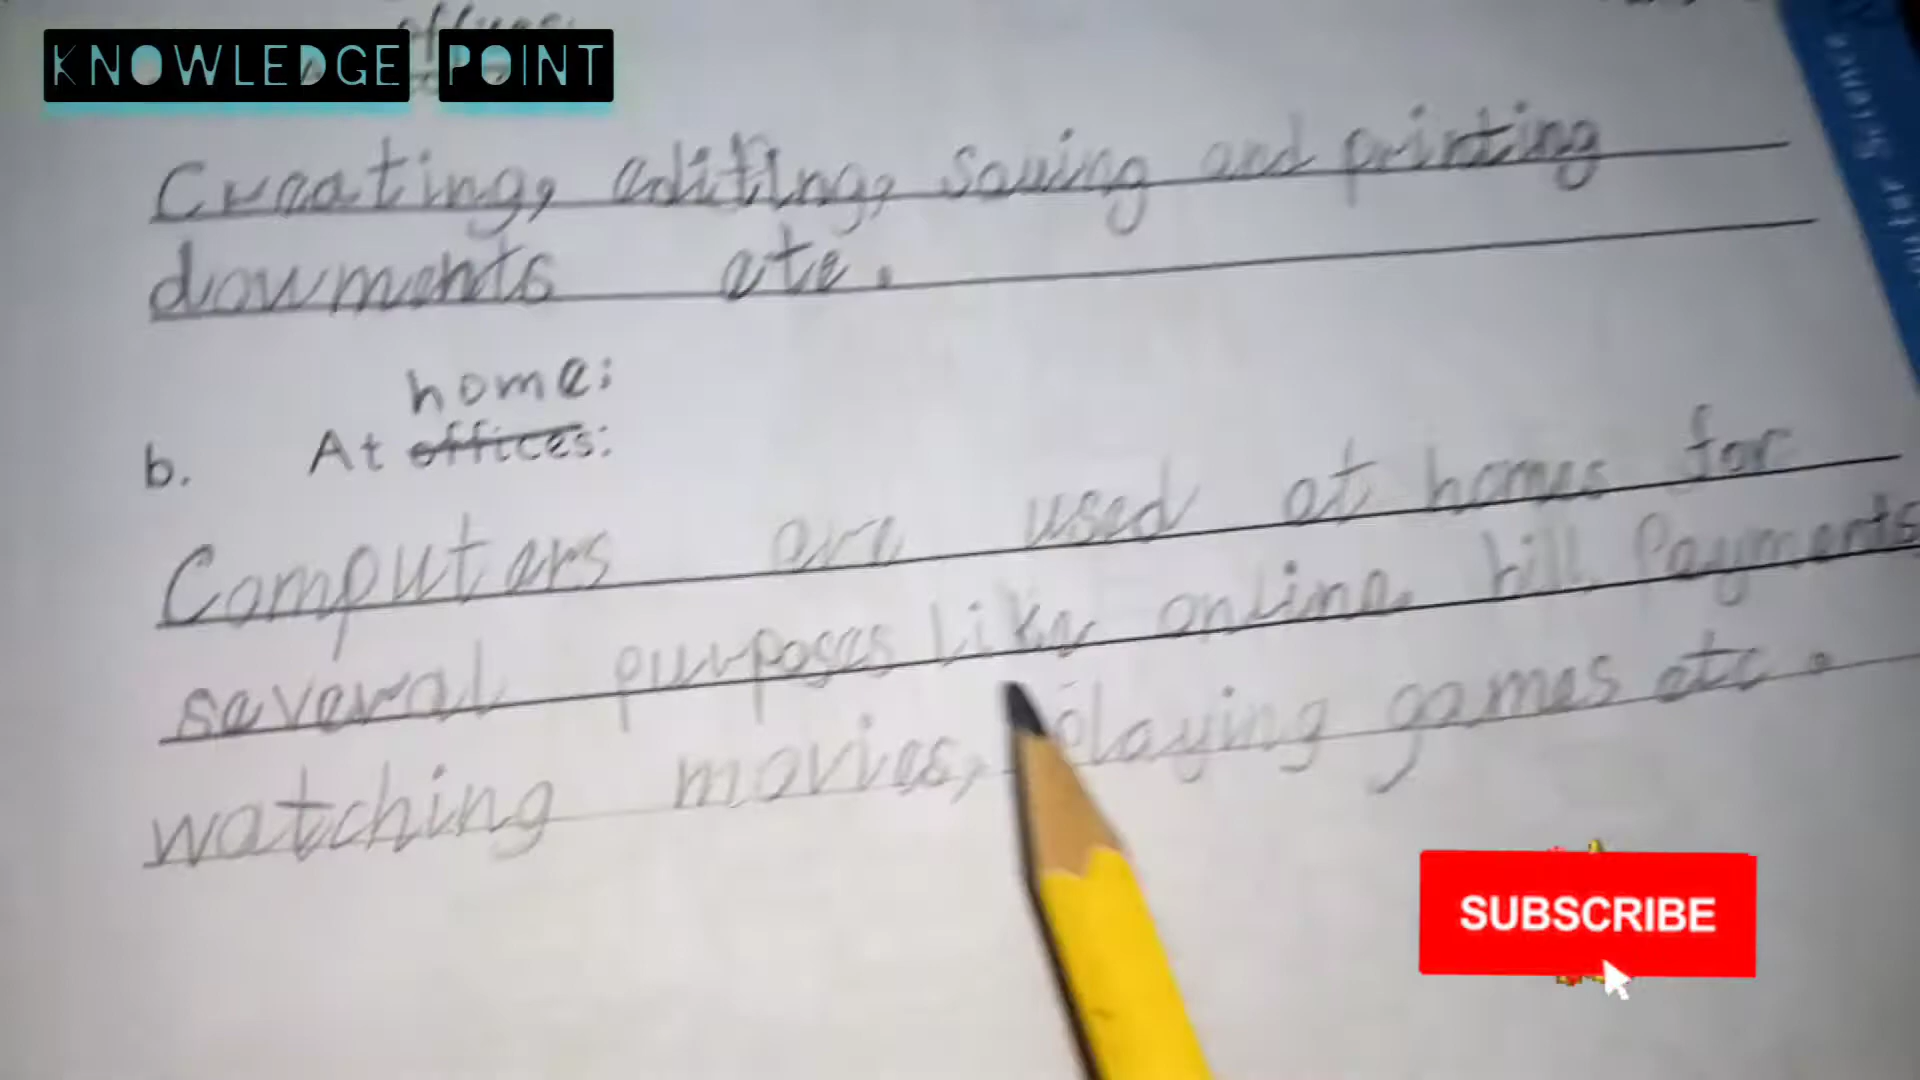 offices:
KNOWLEDGE POINT
Creating, editing, saving and printing
documents etc.
home:
b. At offices:
Computers are used at homes for
several purposes like online bill Payments
watching movies, playing games etc.
SUBSCRIBE